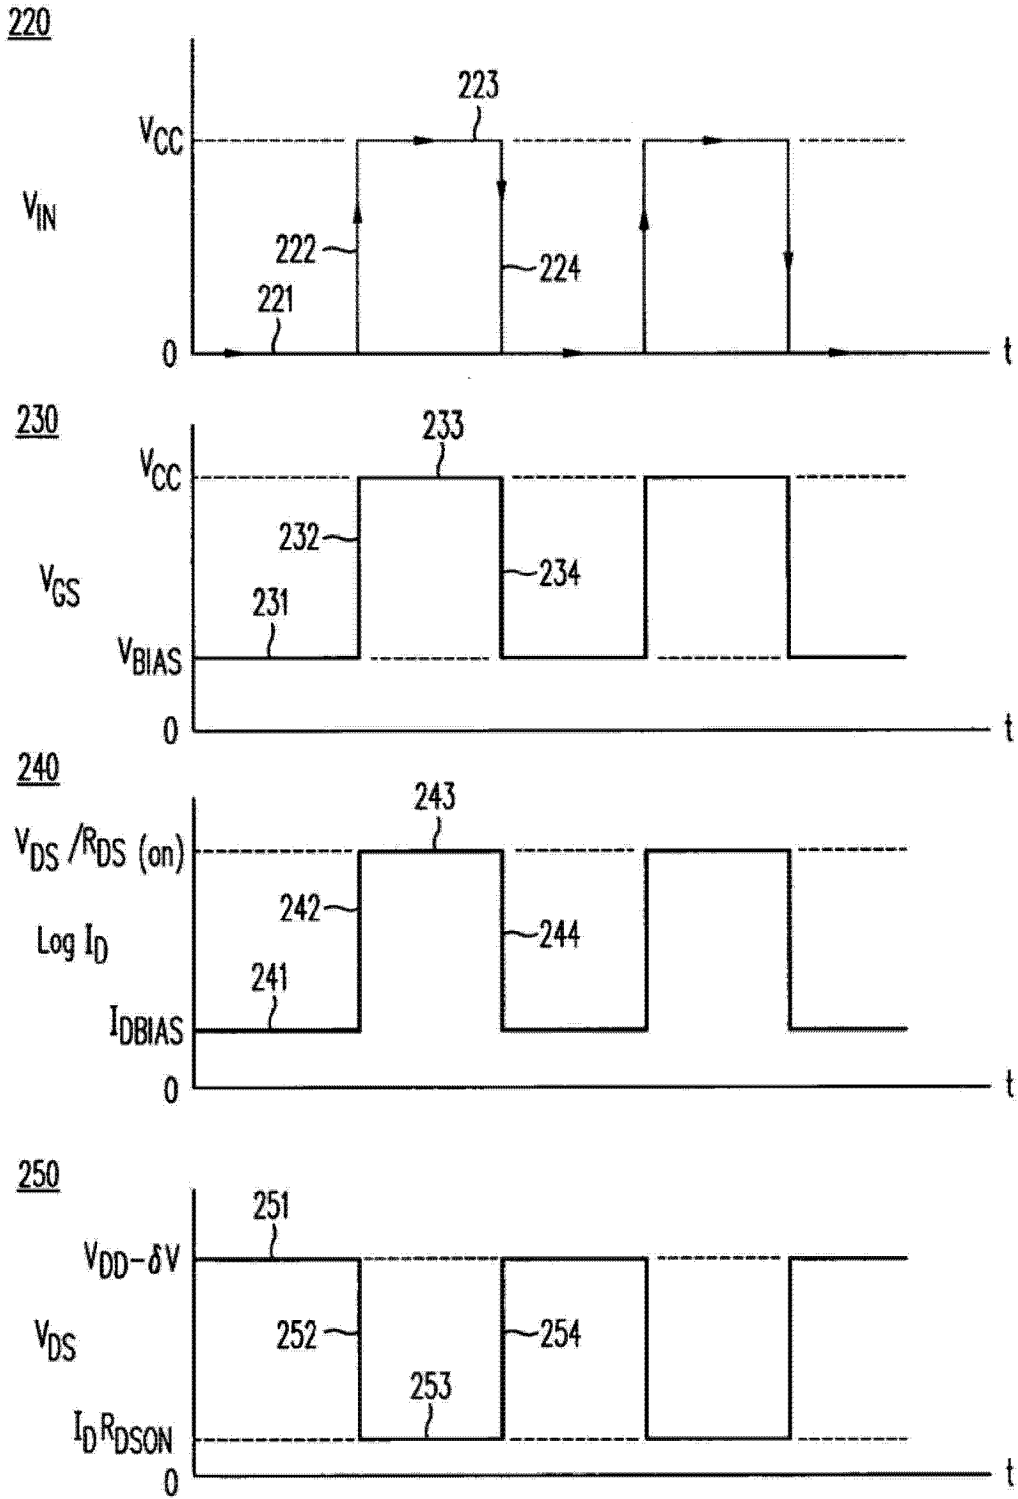 220
223
VCC
VIN
222
224
221
0
t
230
233
VCC
232
234
VGS
231
VBIAS
0
t
240
243
VDS /RDS (on)
242
244
Log ID
241
IDBIAS
0
t
250
251
VDD-δV
252
254
VDS
253
ID RDSON
0
t